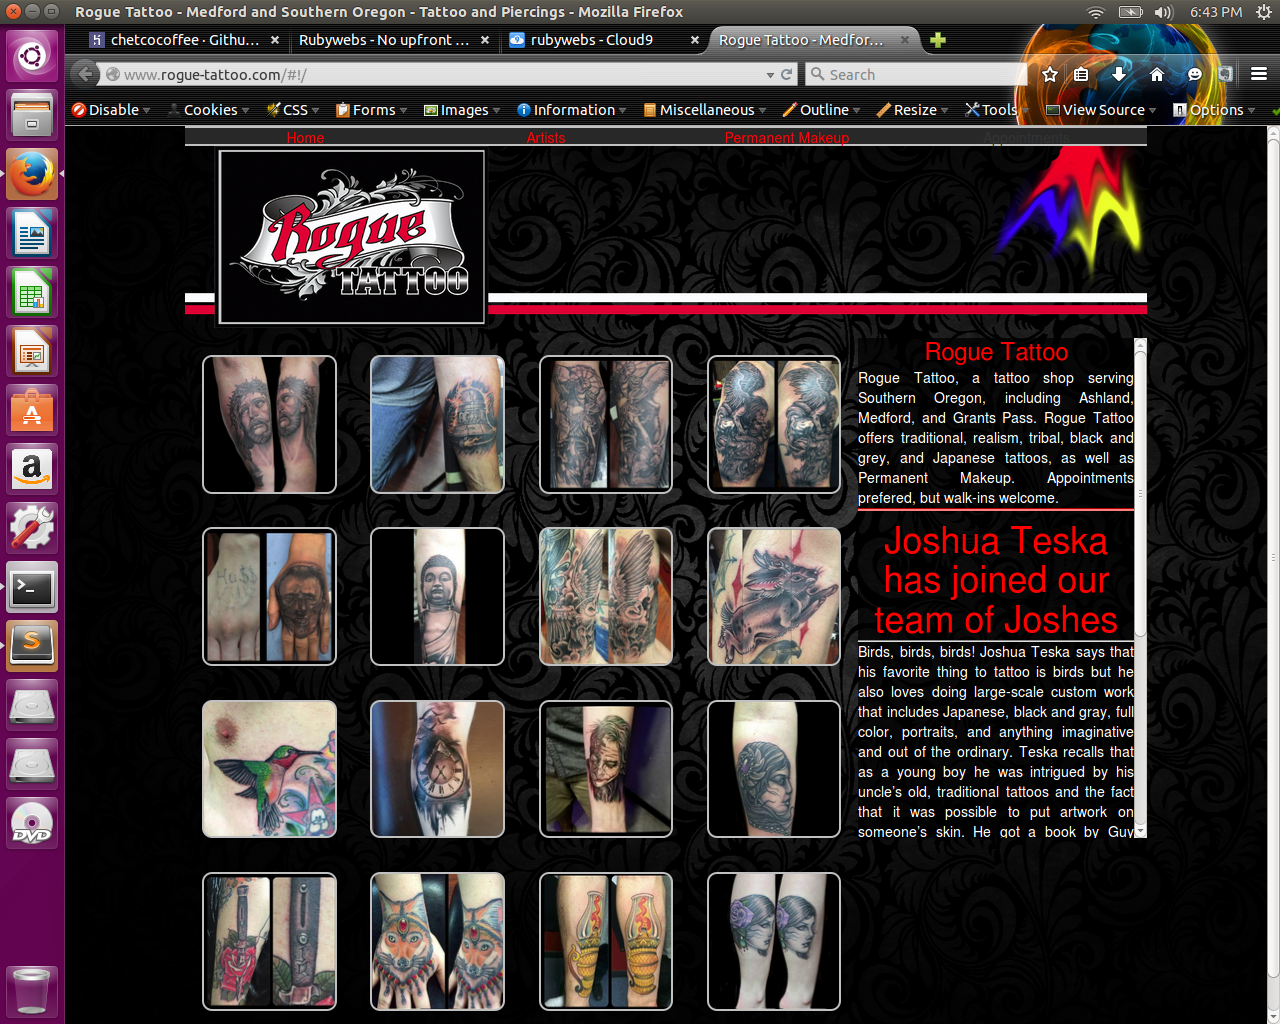 Rogue Tattoo - Medford and Southern Oregon - Tattoo and Piercings - Mozilla Firefox
6:43 PM
chetcocoffee · Githu...
Rubywebs - No upfront ...
rubywebs - Cloud9
Rogue Tattoo - Medfor...
www.rogue-tattoo.com/#!/
Search
Disable
Cookies
CSS
Forms
Images
Information
Miscellaneous
Outline
Resize
Tools
View Source
Options
Home
Artists
Permanent Makeup
Appointments
Rogue
TATTOO
Rogue Tattoo
Rogue Tattoo, a tattoo shop serving
Southern Oregon, including Ashland,
Medford, and Grants Pass. Rogue Tattoo
offers traditional, realism, tribal, black and
grey, and Japanese tattoos, as well as
Permanent Makeup. Appointments
prefered, but walk-ins welcome.
Joshua Teska
has joined our
team of Joshes
Birds, birds, birds! Joshua Teska says that
his favorite thing to tattoo is birds but he
also loves doing large-scale custom work
that includes Japanese, black and gray, full
color, portraits, and anything imaginative
and out of the ordinary. Teska recalls that
as a young boy he was intrigued by his
uncle's old, traditional tattoos and the fact
that it was possible to put artwork on
someone's skin. He got a book by Guy
DVD